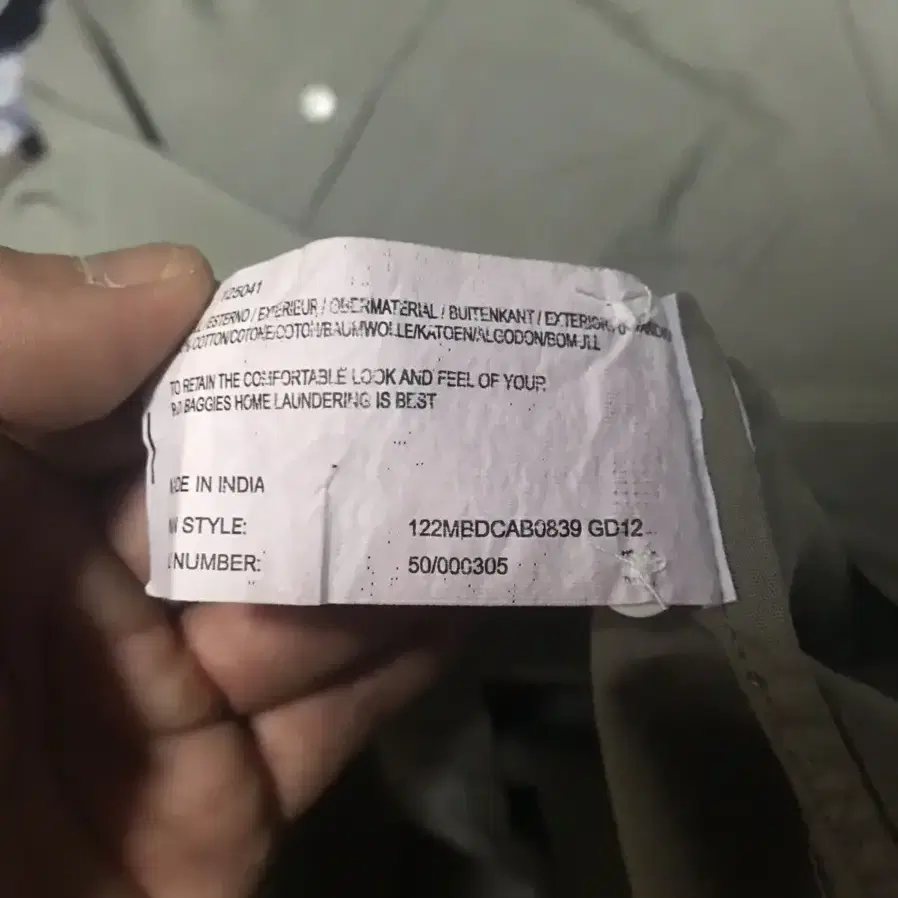 125041
ESTERNO / EXTERIEUR / OBERMATERIAL / BUITENKANT / EXTERIOR
COTTON/COTONE/COTON/BAUMWOLLE/KATOEN/ALGODON/BOMULL
TO RETAIN THE COMFORTABLE LOOK AND FEEL OF YOUR
BAGGIES HOME LAUNDERING IS BEST
MADE IN INDIA
STYLE: 122MBDCAB0839 GD12
NUMBER: 50/000305